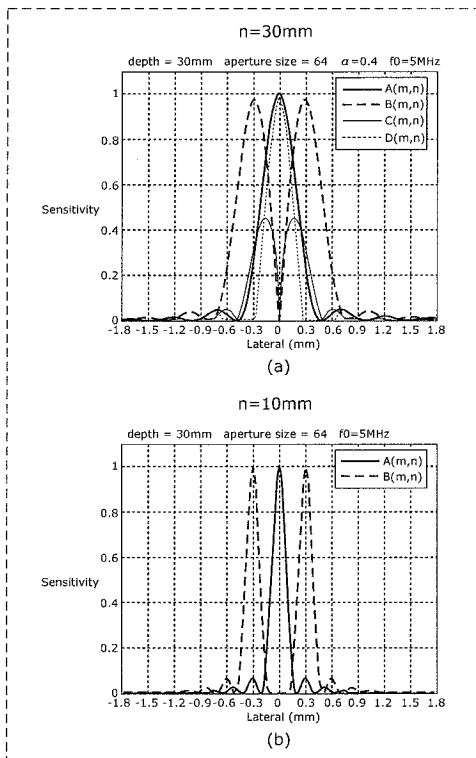 n=30mm
depth = 30mm aperture size = 64 α=0.4 f0=5MHz
A(m,n)
B(m,n)
C(m,n)
D(m,n)
1
0.8
0.6
Sensitivity
0.4
0.2
0
-1.8 -1.5 -1.2 -0.9 -0.6 -0.3 0 0.3 0.6 0.9 1.2 1.5 1.8
Lateral (mm)
(a)
n=10mm
depth = 30mm aperture size = 64 f0=5MHz
A(m,n)
B(m,n)
1
0.8
0.6
Sensitivity
0.4
0.2
0
-1.8 -1.5 -1.2 -0.9 -0.6 -0.3 0 0.3 0.6 0.9 1.2 1.5 1.8
Lateral (mm)
(b)